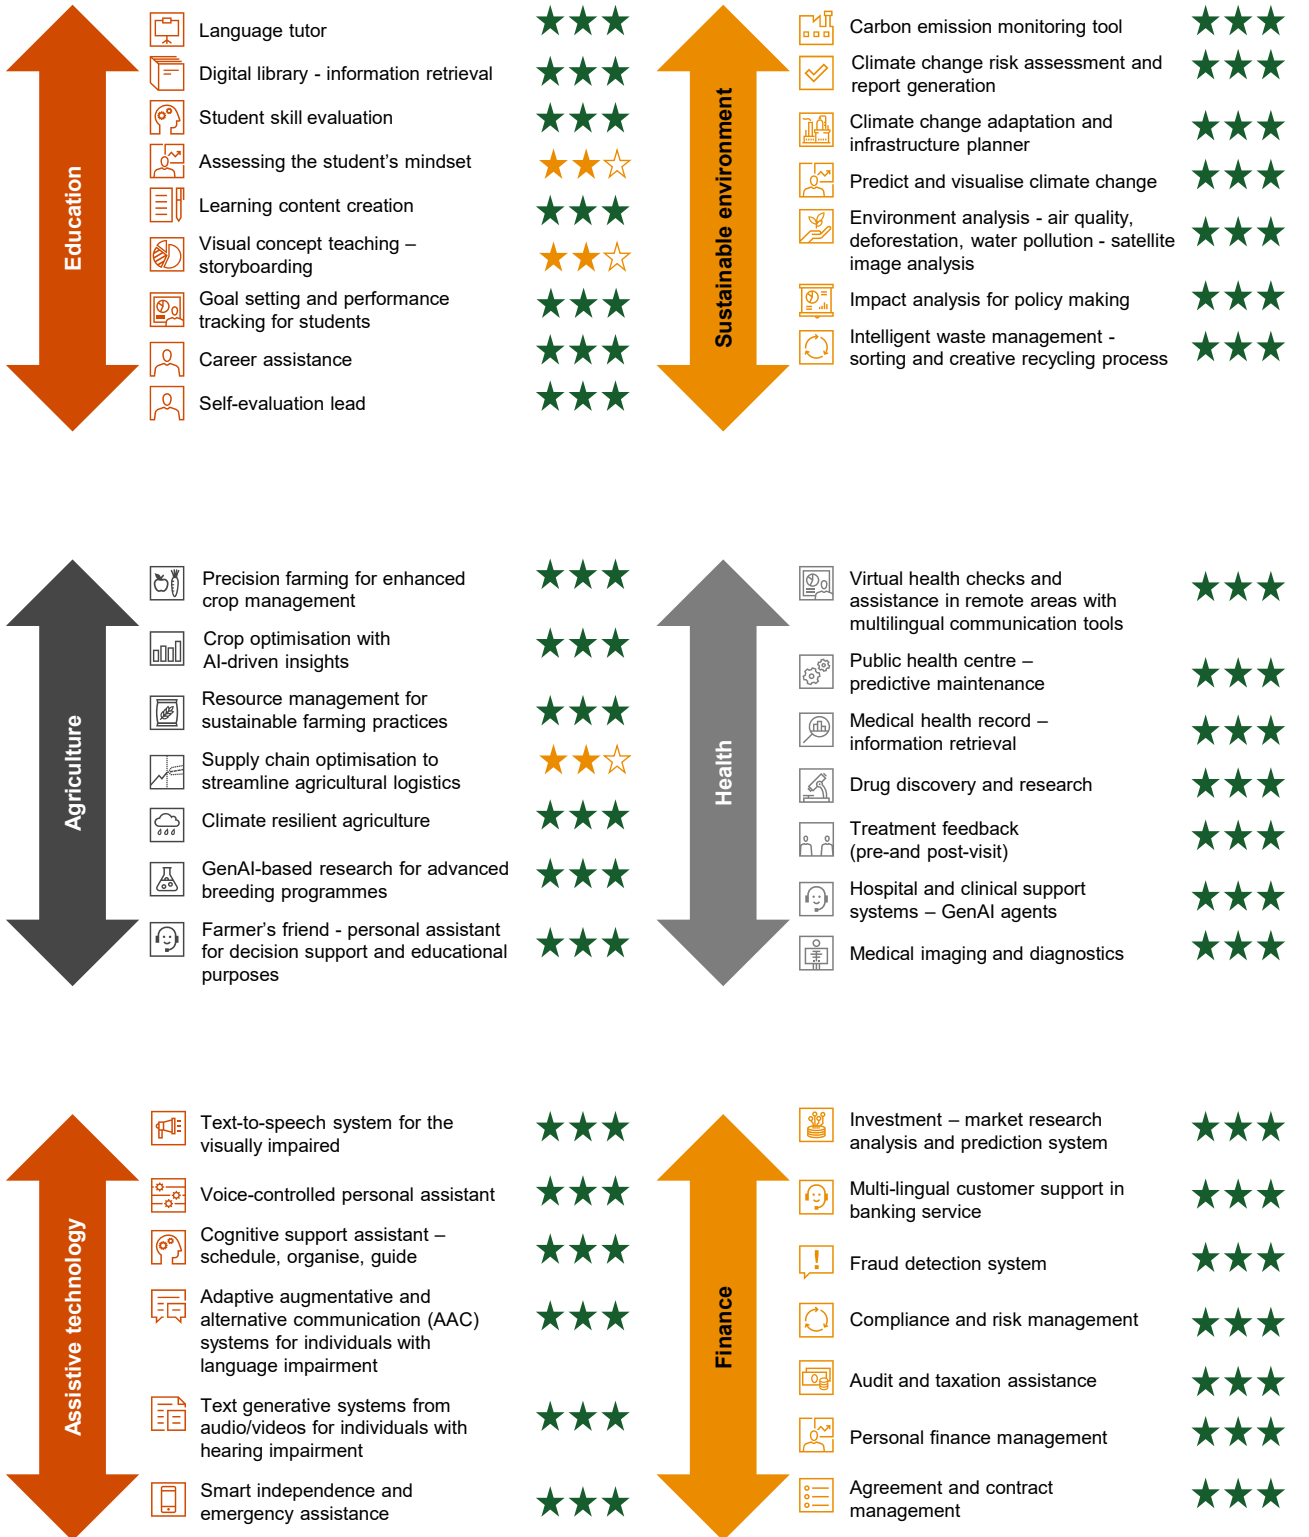 Education
Language tutor
Digital library - information retrieval
Student skill evaluation
Assessing the student’s mindset
Learning content creation
Visual concept teaching –
storyboarding
Goal setting and performance
tracking for students
Career assistance
Self-evaluation lead
Sustainable environment
Carbon emission monitoring tool
Climate change risk assessment and
report generation
Climate change adaptation and
infrastructure planner
Predict and visualise climate change
Environment analysis - air quality,
deforestation, water pollution - satellite
image analysis
Impact analysis for policy making
Intelligent waste management -
sorting and creative recycling process
Agriculture
Precision farming for enhanced
crop management
Crop optimisation with
AI-driven insights
Resource management for
sustainable farming practices
Supply chain optimisation to
streamline agricultural logistics
Climate resilient agriculture
GenAI-based research for advanced
breeding programmes
Farmer’s friend - personal assistant
for decision support and educational
purposes
Health
Virtual health checks and
assistance in remote areas with
multilingual communication tools
Public health centre –
predictive maintenance
Medical health record –
information retrieval
Drug discovery and research
Treatment feedback
(pre-and post-visit)
Hospital and clinical support
systems – GenAI agents
Medical imaging and diagnostics
Assistive technology
Text-to-speech system for the
visually impaired
Voice-controlled personal assistant
Cognitive support assistant –
schedule, organise, guide
Adaptive augmentative and
alternative communication (AAC)
systems for individuals with
language impairment
Text generative systems from
audio/videos for individuals with
hearing impairment
Smart independence and
emergency assistance
Finance
Investment – market research
analysis and prediction system
Multi-lingual customer support in
banking service
Fraud detection system
Compliance and risk management
Audit and taxation assistance
Personal finance management
Agreement and contract
management